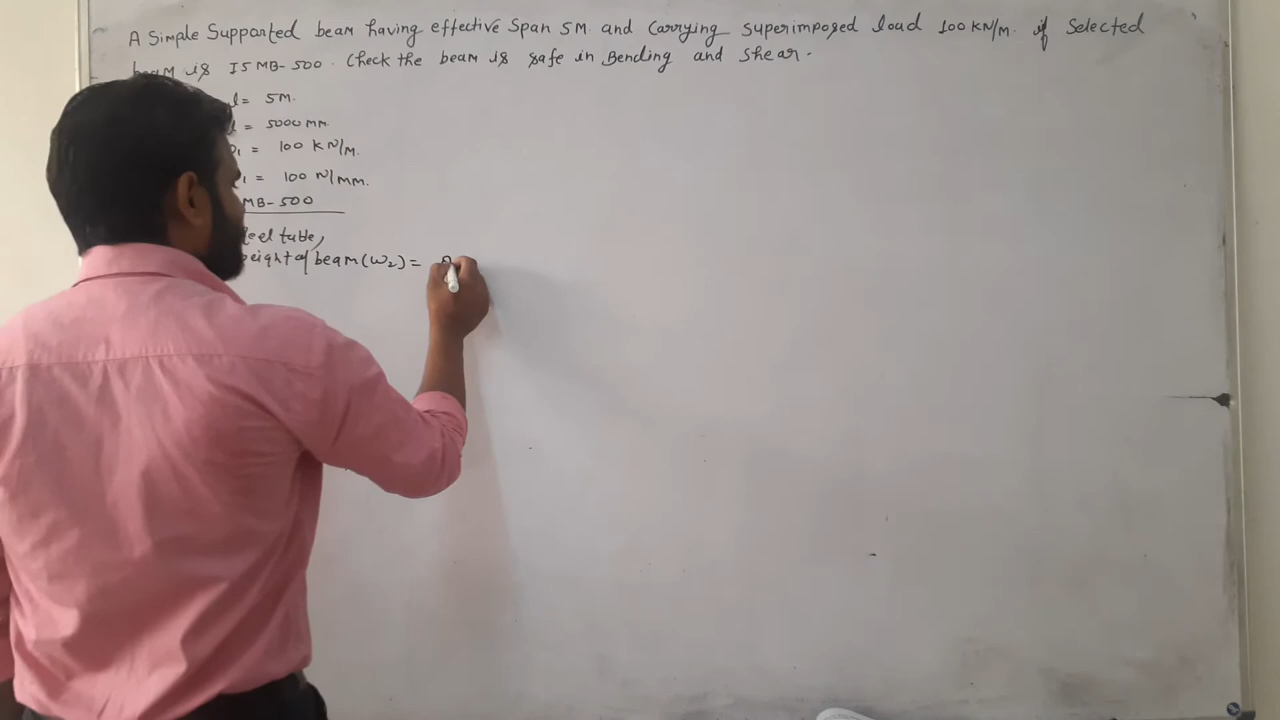 A Simple Supported beam having effective Span 5M. and Carrying superimposed load 100 KN/M. if Selected
beam is ISMB-500. Check the beam is safe in Bending and Shear.
l = 5M.
l = 5000 MM.
= 100 KN/M.
= 100 N/MM.
MB-500
table,
of beam (W2) =